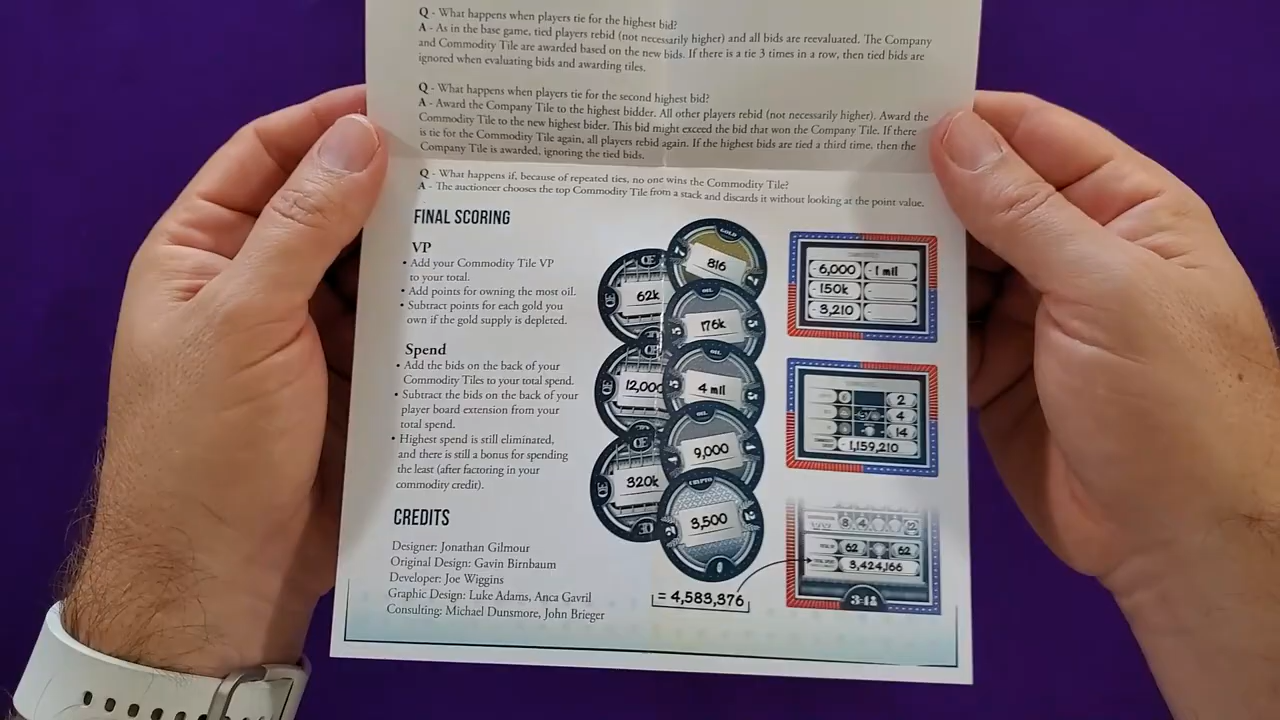 Q - What happens when players tie for the highest bid?
A - As in the base game, tied players rebid (not necessarily higher) and all bids are reevaluated. The Company
and Commodity Tile are awarded based on the new bids. If there is a tie 3 times in a row, then tied bids are
ignored when evaluating bids and awarding tiles.
Q - What happens when players tie for the second highest bid?
A - Award the Company Tile to the highest bidder. All other players rebid (not necessarily higher). Award the
Commodity Tile to the new highest bider. This bid might exceed the bid that won the Company Tile. If there
is tie for the Commodity Tile again, all players rebid again. If the highest bids are tied a third time, then the
Company Tile is awarded, ignoring the tied bids.
Q - What happens if, because of repeated ties, no one wins the Commodity Tile?
A - The auctioneer chooses the top Commodity Tile from a stack and discards it without looking at the point value.
FINAL SCORING
VP
• Add your Commodity Tile VP
to your total.
• Add points for owning the most oil.
• Subtract points for each gold you
own if the gold supply is depleted.
Spend
• Add the bids on the back of your
Commodity Tiles to your total spend.
• Subtract the bids on the back of your
player board extension from your
total spend.
• Highest spend is still eliminated,
and there is still a bonus for spending
the least (after factoring in your
commodity credit).
CREDITS
Designer: Jonathan Gilmour
Original Design: Gavin Birnbaum
Developer: Joe Wiggins
Graphic Design: Luke Adams, Anca Gavril
Consulting: Michael Dunsmore, John Brieger
GOLD
816
OE
62k
OIL
176k
OIL
4 mil
OE
12,000
OIL
9,000
OE
320k
CRYPTO
3,500
= 4,583,376
- 6,000 - 1 mil
- 150k -
- 3,210 -
2
4
14
- 1,159,210
8 4 22
62 62
3,424,166